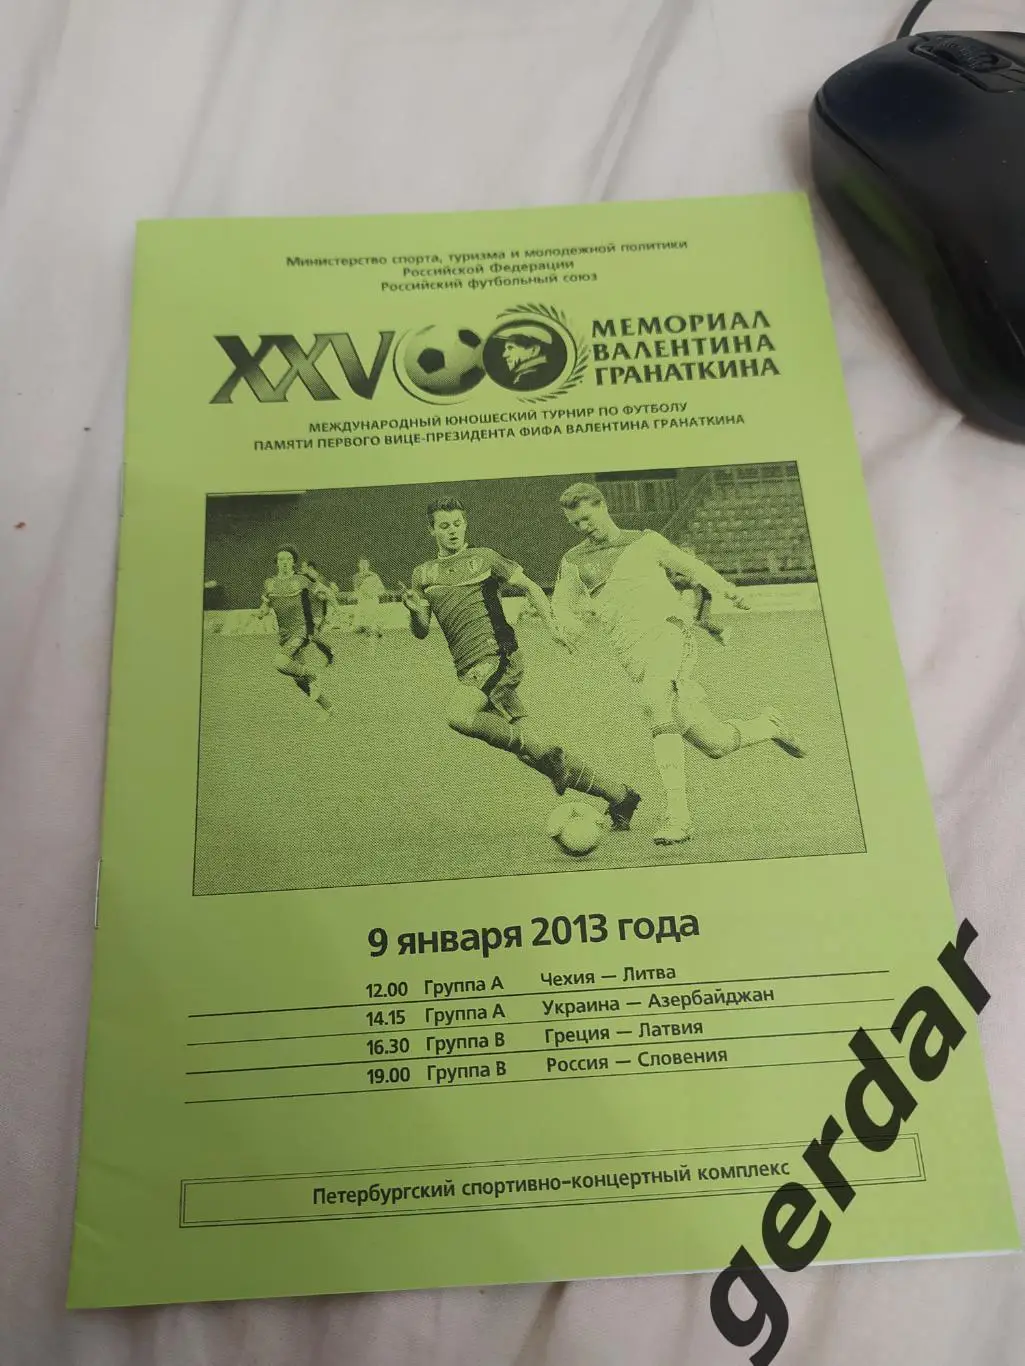 Министерство спорта, туризма и молодежной политики
Российской Федерации
Российский футбольный союз
XXV
МЕМОРИАЛ
ВАЛЕНТИНА
ГРАНАТКИНА
МЕЖДУНАРОДНЫЙ ЮНОШЕСКИЙ ТУРНИР ПО ФУТБОЛУ
ПАМЯТИ ПЕРВОГО ВИЦЕ-ПРЕЗИДЕНТА ФИФА ВАЛЕНТИНА ГРАНАТКИНА
9 января 2013 года
12.00 Группа А Чехия — Литва
14.15 Группа А Украина — Азербайджан
16.30 Группа В Греция — Латвия
19.00 Группа В Россия — Словения
Петербургский спортивно-концертный комплекс
gerdar